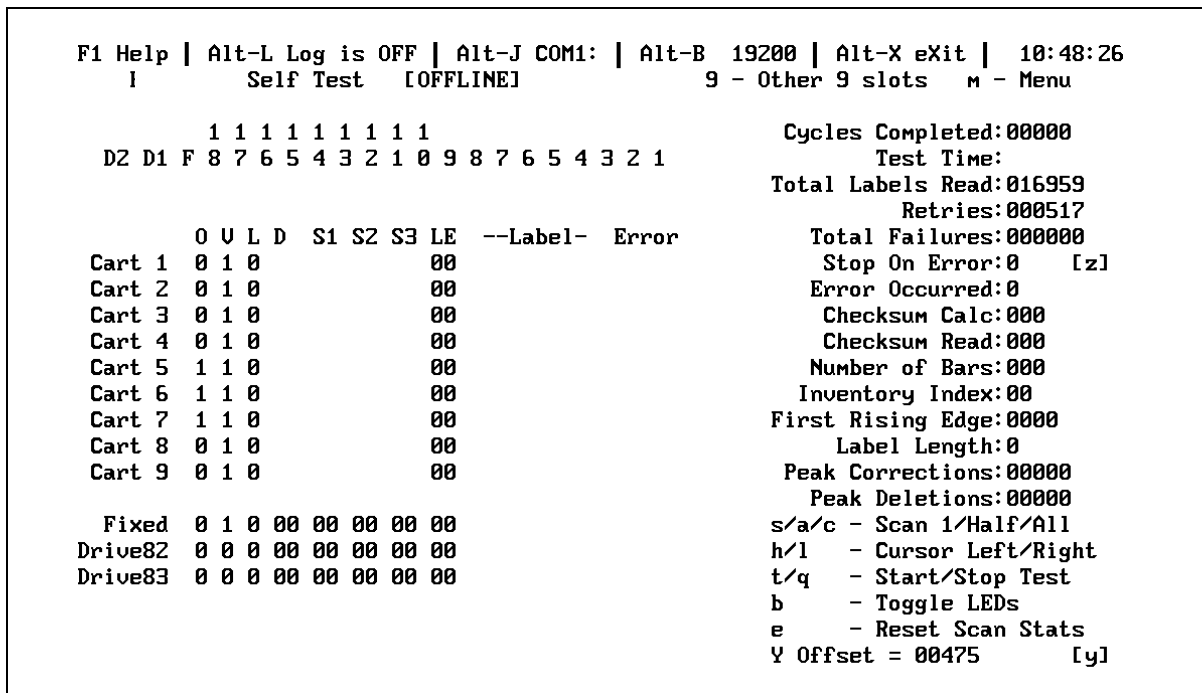 F1 Help | Alt-L Log is OFF | Alt-J COM1: | Alt-B 19200 | Alt-X eXit | 10:48:26
I Self Test [OFFLINE] 9 - Other 9 slots m - Menu
1 1 1 1 1 1 1 1 1 Cycles Completed:00000
D2 D1 F 8 7 6 5 4 3 2 1 0 9 8 7 6 5 4 3 2 1 Test Time:
Total Labels Read:016959
Retries:000517
O V L D S1 S2 S3 LE --Label- Error Total Failures:000000
Cart 1 0 1 0 00 Stop On Error:0 [z]
Cart 2 0 1 0 00 Error Occurred:0
Cart 3 0 1 0 00 Checksum Calc:000
Cart 4 0 1 0 00 Checksum Read:000
Cart 5 1 1 0 00 Number of Bars:000
Cart 6 1 1 0 00 Inventory Index:00
Cart 7 1 1 0 00 First Rising Edge:0000
Cart 8 0 1 0 00 Label Length:0
Cart 9 0 1 0 00 Peak Corrections:00000
Peak Deletions:00000
Fixed 0 1 0 00 00 00 00 00 s/a/c - Scan 1/Half/All
Drive82 0 0 0 00 00 00 00 00 h/l - Cursor Left/Right
Drive83 0 0 0 00 00 00 00 00 t/q - Start/Stop Test
b - Toggle LEDs
e - Reset Scan Stats
Y Offset = 00475 [y]